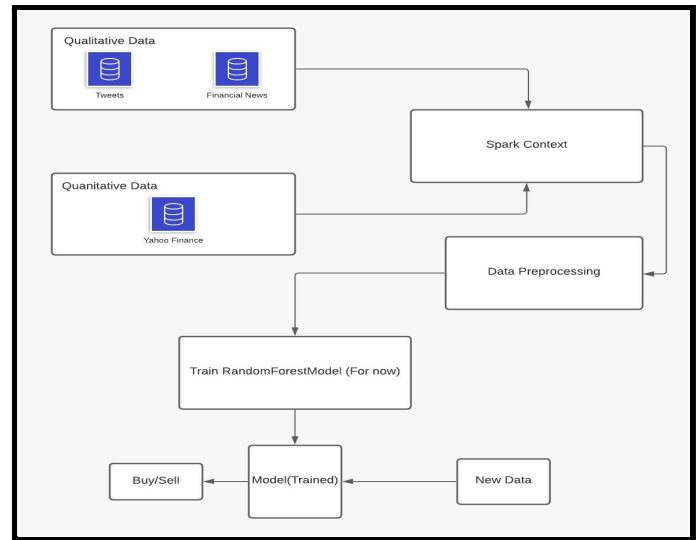 Qualitative Data
Tweets
Financial News
Spark Context
Quanitative Data
Yahoo Finance
Data Preprocessing
Train RandomForestModel (For now)
Buy/Sell
Model(Trained)
New Data